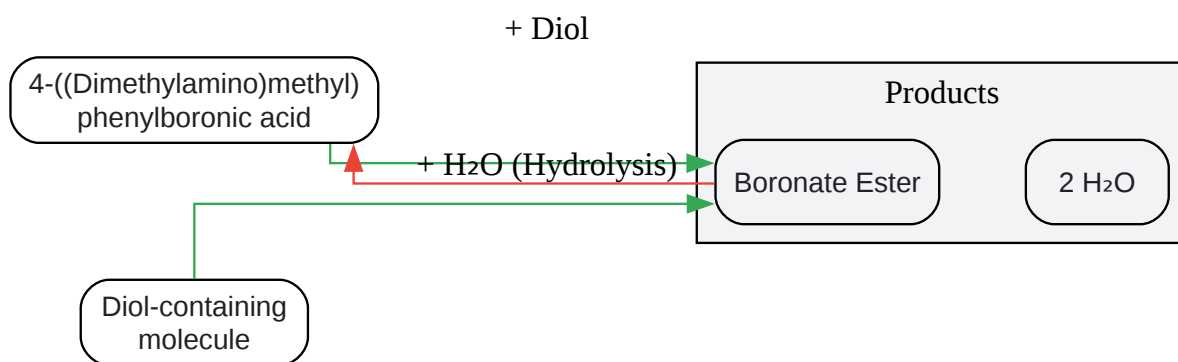 + Diol
4-((Dimethylamino)methyl)
phenylboronic acid
Products
+ H₂O (Hydrolysis)
Boronate Ester
2 H₂O
Diol-containing
molecule